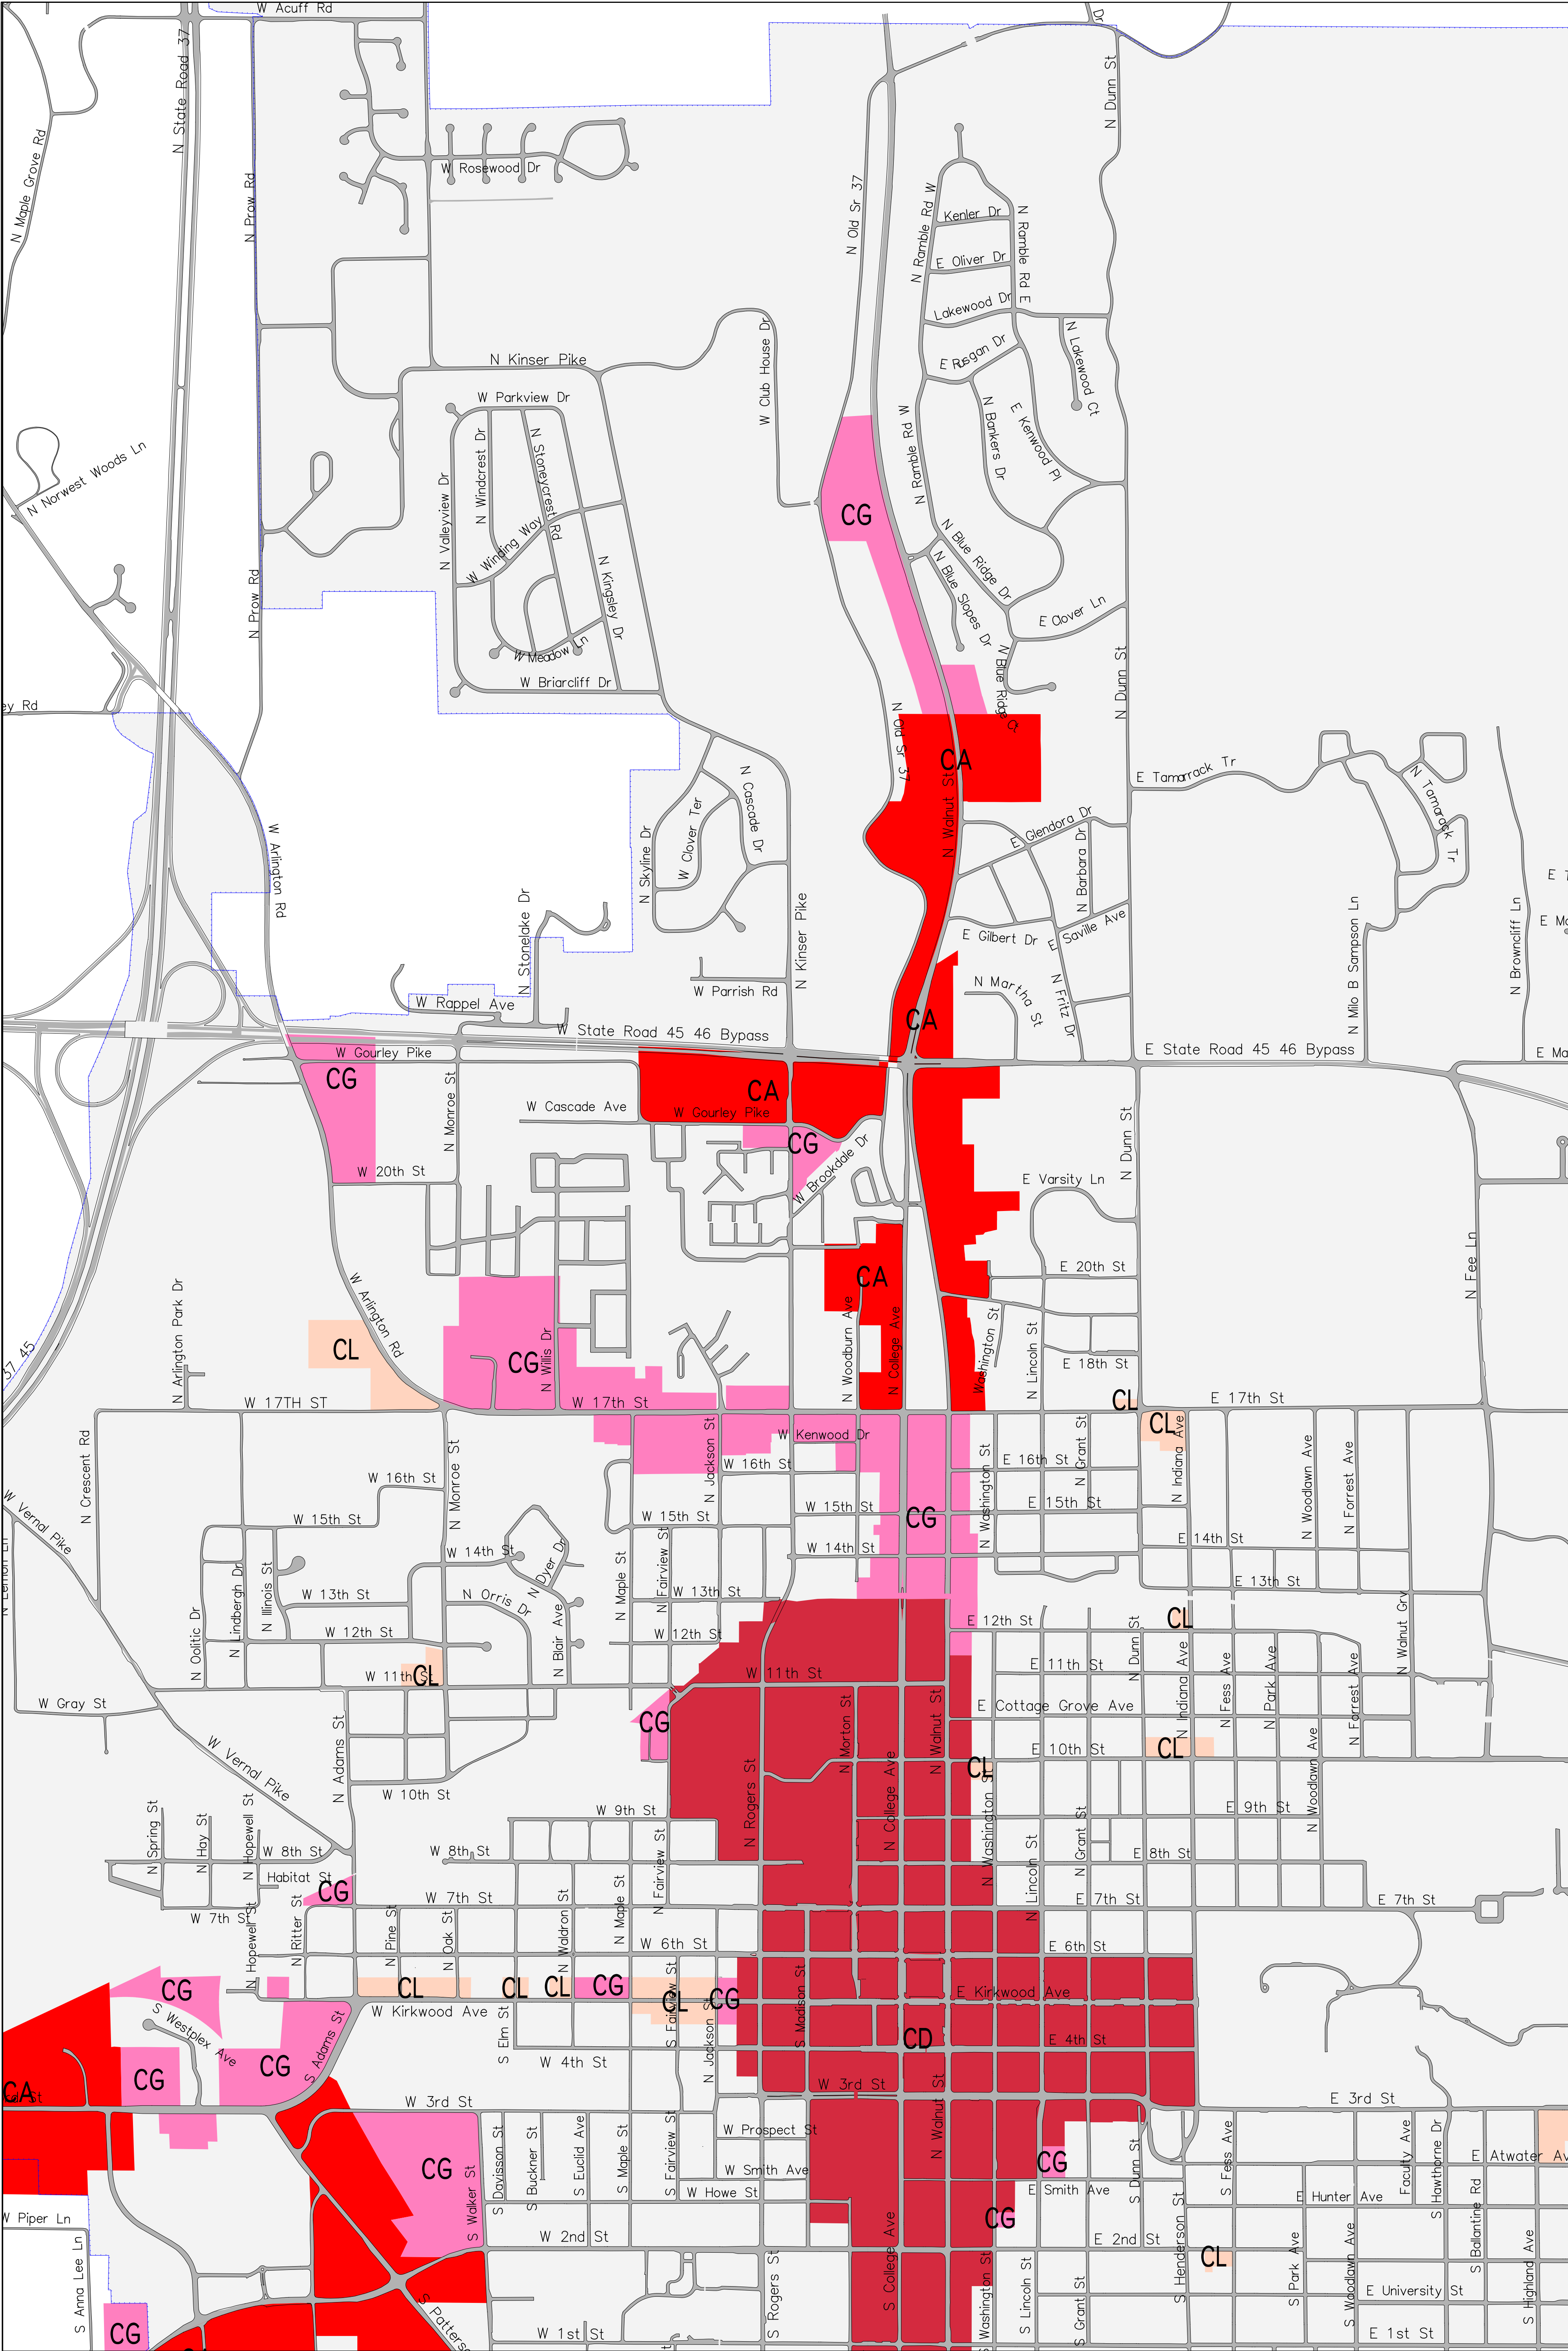 W Acuff Rd
N State Road 37
N Dunn St
N Maple Grove Rd
N Prow Rd
W Rosewood Dr
N Old Sr 37
N Ramble Rd W
Kenler Dr
N Ramble Rd E
E Oliver Dr
Lakewood Dr
N Lakewood Ct
N Kinser Pike
W Club House Dr
W Parkview Dr
N Bankers Dr
E Kenwood Pl
N Ramble Rd W
N Norwest Woods Ln
N Valleyview Dr
N Windcrest Dr
N Stoneycrest Rd
W Winding Way
CG
N Blue Ridge Dr
N Blue Slopes Dr
E Clover Ln
N Prow Rd
N Kingsley Dr
W Meadow Ln
W Briarcliff Dr
N Blue Ridge Ct
N Dunn St
ey Rd
N Old Sr 37
CA
N Walnut St
E Tamarrack Tr
N Tamarack Tr
N Cascade Dr
W Clover Ter
N Skyline Dr
E Glendora Dr
N Barbara Dr
W Arlington Rd
N Stonelake Dr
N Kinser Pike
E Gilbert Dr
E Saville Ave
N Milo B Sampson Ln
N Browncliff Ln
W Parrish Rd
N Martha St
N Fritz Dr
W Rappel Ave
CA
W State Road 45 46 Bypass
E State Road 45 46 Bypass
W Gourley Pike
CG
CA
W Cascade Ave
W Gourley Pike
N Monroe St
CG
W Brookdale Dr
N Dunn St
W 20th St
E Varsity Ln
N Fee Ln
E 20th St
CA
N Arlington Park Dr
W Arlington Rd
37 45
CL
CG
N Willis Dr
N Woodburn Ave
N College Ave
Washington St
N Lincoln St
E 18th St
W 17TH ST
W 17th St
CL
E 17th St
CL
N Crescent Rd
N Monroe St
N Jackson St
W Kenwood Dr
N Grant St
N Indiana Ave
N Woodlawn Ave
N Forrest Ave
W 16th St
W 16th St
E 16th St
N Washington St
W Vernal Pike
W 15th St
W 15th St
W 15th St
CG
E 15th St
E 14th St
W 14th St
W 14th St
N Lemon Ln
N Oolitic Dr
N Lindbergh Dr
N Illinois St
W 13th St
N Orris Dr
N Dyer Dr
N Blair Ave
N Maple St
N Fairview St
W 13th St
E 13th St
W 12th St
W 12th St
E 12th St
CL
W 11th St
CL
W 11th St
E 11th St
N Dunn St
N Indiana Ave
N Fess Ave
N Park Ave
N Forrest Ave
N Walnut Grv
W Gray St
N Adams St
CG
N Morton St
N Walnut St
E Cottage Grove Ave
W Vernal Pike
E 10th St
CL
CL
W 10th St
N Rogers St
N College Ave
N Washington St
N Grant St
N Woodlawn Ave
W 9th St
E 9th St
N Spring St
N Hay St
N Hopewell St
W 8th St
W 8th St
N Fairview St
N Lincoln St
E 8th St
Habitat St
CG
W 7th St
W 7th St
E 7th St
E 7th St
N Hopewell St
N Ritter St
N Pine St
N Oak St
N Waldron St
N Maple St
W 6th St
E 6th St
CG
CL
CL
CL
CG
S Fairview St
CL
CG
S Madison St
E Kirkwood Ave
W Kirkwood Ave
S Westplex Ave
S Adams St
S Elm St
N Jackson St
CD
E 4th St
W 4th St
CG
CG
CA
W 3rd St
W 3rd St
E 3rd St
N Walnut St
CG
S Walker St
S Davisson St
S Buckner St
S Euclid Ave
S Maple St
S Fairview St
W Prospect St
W Smith Ave
W Howe St
CG
S Dunn St
S Fess Ave
Faculty Ave
S Hawthorne Dr
E Atwater Av
E Smith Ave
E Hunter Ave
W Piper Ln
S Anna Lee Ln
W 2nd St
CG
E 2nd St
S Henderson St
CL
S Park Ave
S Woodlawn Ave
S Ballantine Rd
S Highland Ave
S College Ave
S Rogers St
S Washington St
S Lincoln St
S Grant St
E University St
CG
S Patters
W 1st St
E 1st St